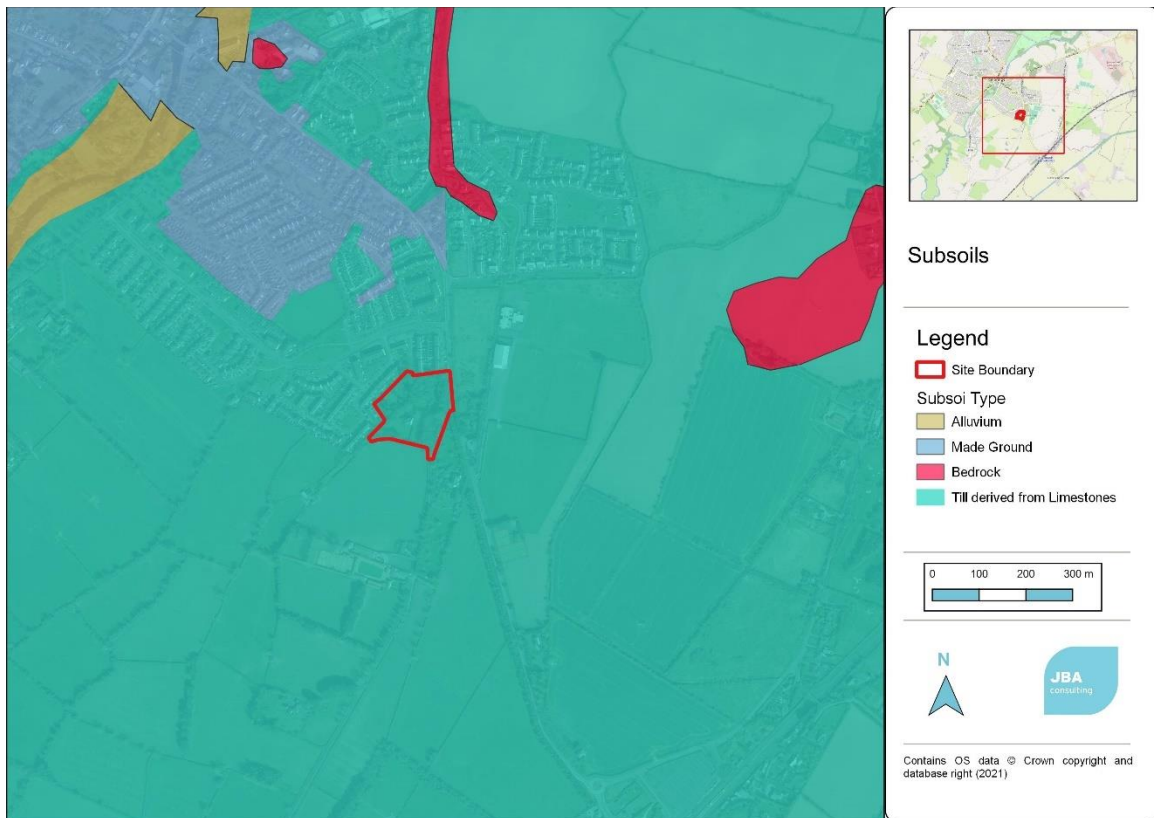 Subsoils
Legend
Site Boundary
Subsoi Type
Alluvium
Made Ground
Bedrock
Till derived from Limestones
0 100 200 300 m
N
JBA
consulting
Contains OS data © Crown copyright and
database right (2021)